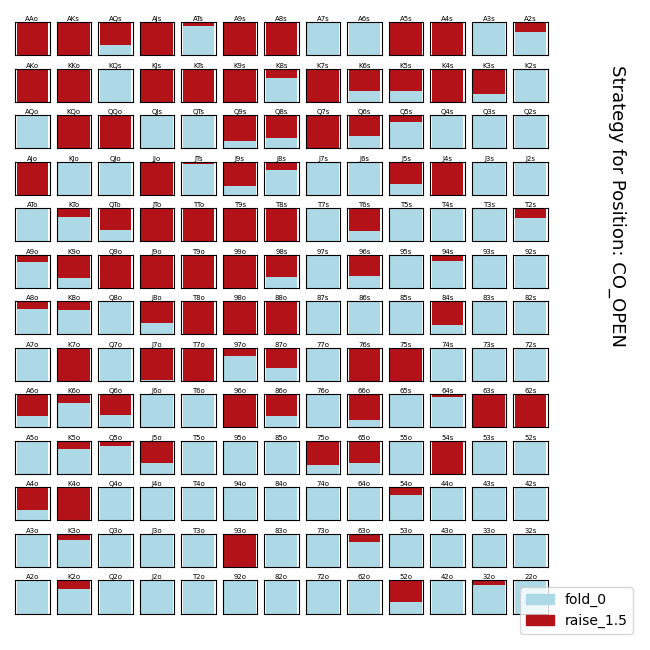 AAo AKs AQs AJs ATs A9s A8s A7s A6s A5s A4s A3s A2s
AKo KKo KQs KJs KTs K9s K8s K7s K6s K5s K4s K3s K2s
AQo KQo QQo QJs QTs Q9s Q8s Q7s Q6s Q5s Q4s Q3s Q2s
AJo KJo QJo JJo JTs J9s J8s J7s J6s J5s J4s J3s J2s
ATo KTo QTo JTo TTo T9s T8s T7s T6s T5s T4s T3s T2s
A9o K9o Q9o J9o T9o 99o 98s 97s 96s 95s 94s 93s 92s
A8o K8o Q8o J8o T8o 98o 88o 87s 86s 85s 84s 83s 82s
A7o K7o Q7o J7o T7o 97o 87o 77o 76s 75s 74s 73s 72s
A6o K6o Q6o J6o T6o 96o 86o 76o 66o 65s 64s 63s 62s
A5o K5o Q5o J5o T5o 95o 85o 75o 65o 55o 54s 53s 52s
A4o K4o Q4o J4o T4o 94o 84o 74o 64o 54o 44o 43s 42s
A3o K3o Q3o J3o T3o 93o 83o 73o 63o 53o 43o 33o 32s
A2o K2o Q2o J2o T2o 92o 82o 72o 62o 52o 42o 32o 22o
Strategy for Position: CO_OPEN
fold_0
raise_1.5